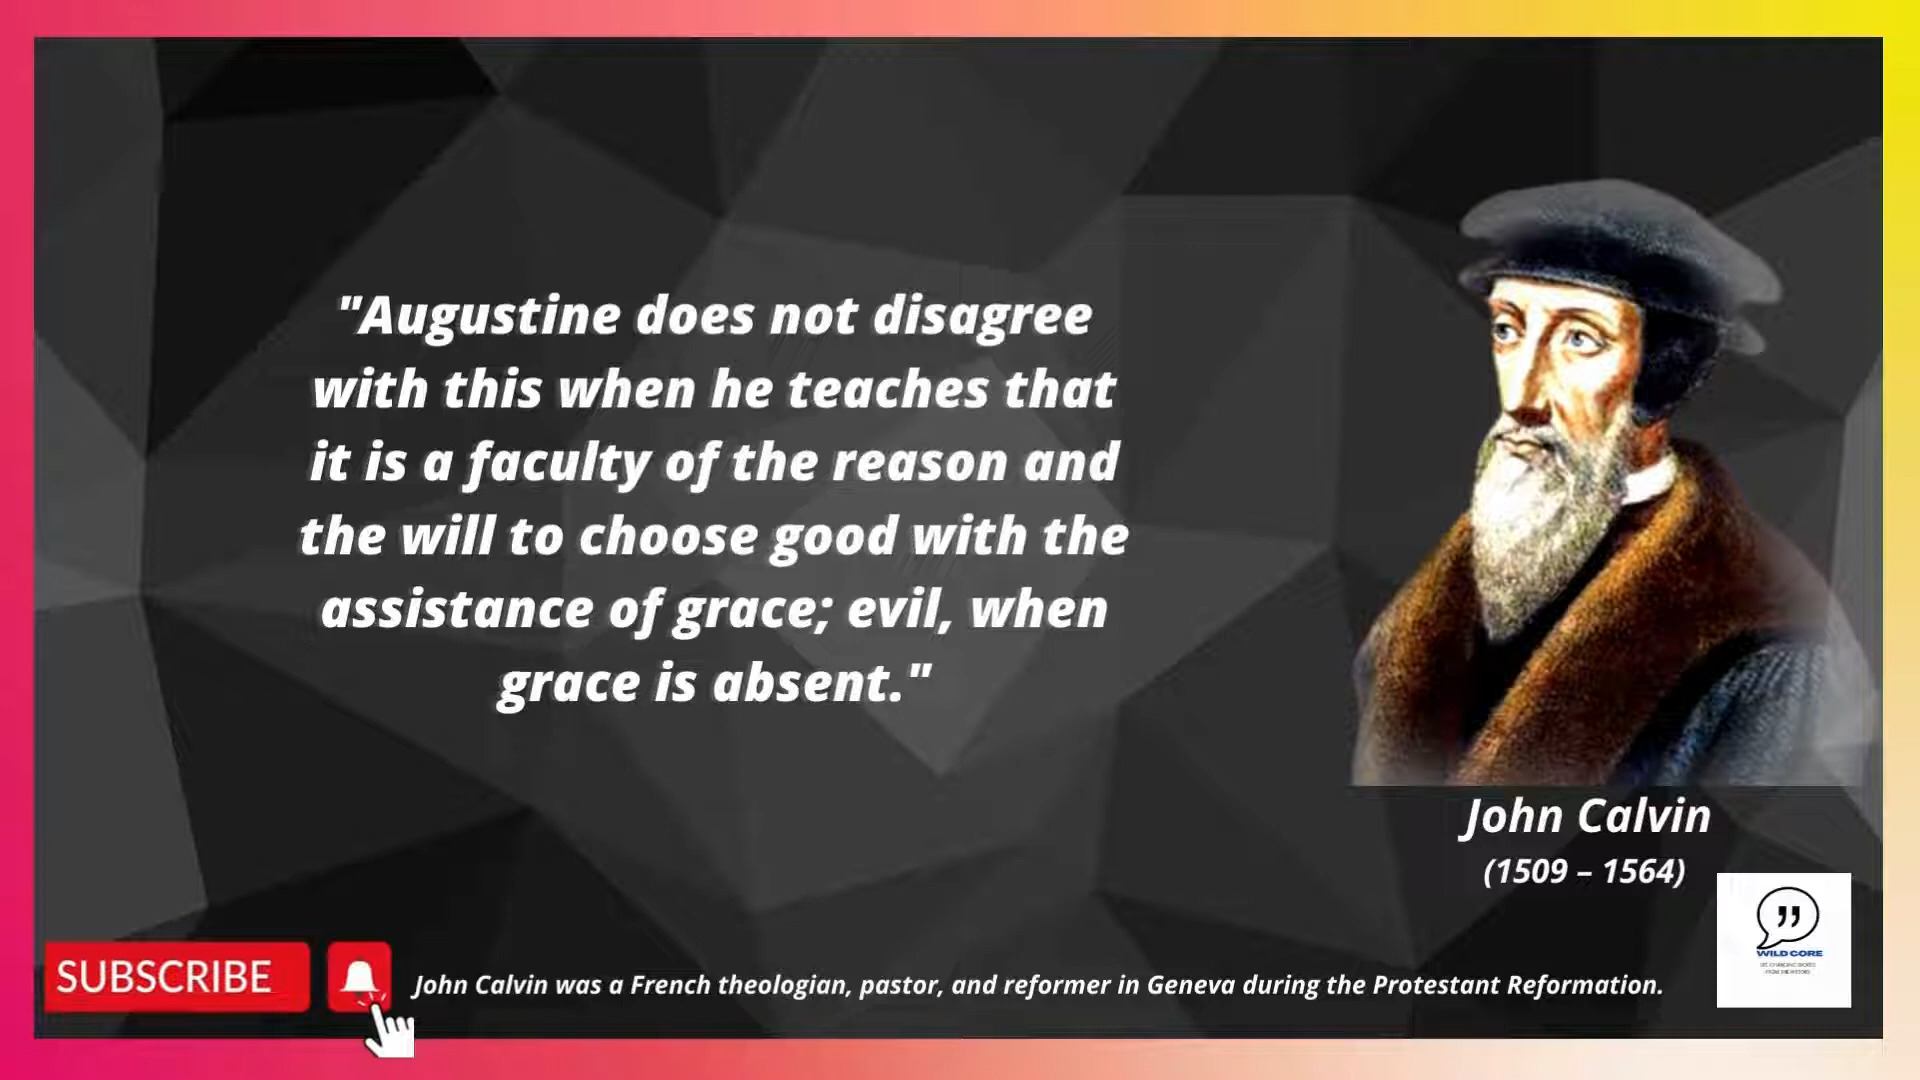 "Augustine does not disagree
with this when he teaches that
it is a faculty of the reason and
the will to choose good with the
assistance of grace; evil, when
grace is absent."
John Calvin
(1509 – 1564)
WILD CORE
SUBSCRIBE
John Calvin was a French theologian, pastor, and reformer in Geneva during the Protestant Reformation.